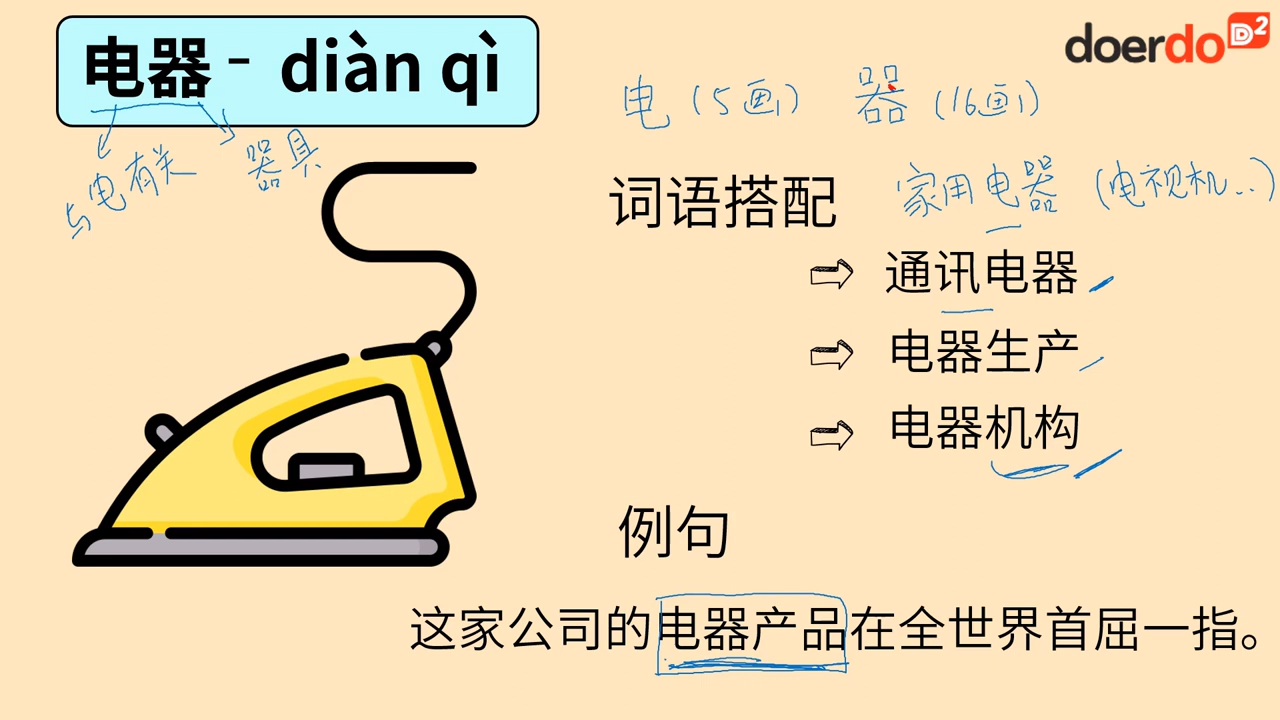 电器 - diàn qì
doerdo D2
电（5画） 器（16画）
与电有关 器具
词语搭配 家用电器（电视机..）
⇨ 通讯电器
⇨ 电器生产
⇨ 电器机构
例句
这家公司的电器产品在全世界首屈一指。